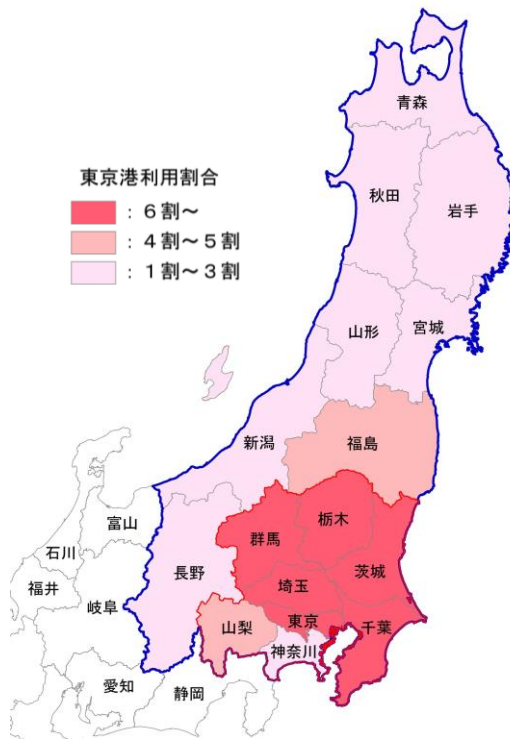 青森
秋田
岩手
東京港利用割合
：６割～
：４割～５割
：１割～３割
山形
宮城
新潟
福島
富山
石川
福井
岐阜
長野
群馬
栃木
茨城
埼玉
東京
千葉
山梨
神奈川
愛知
静岡